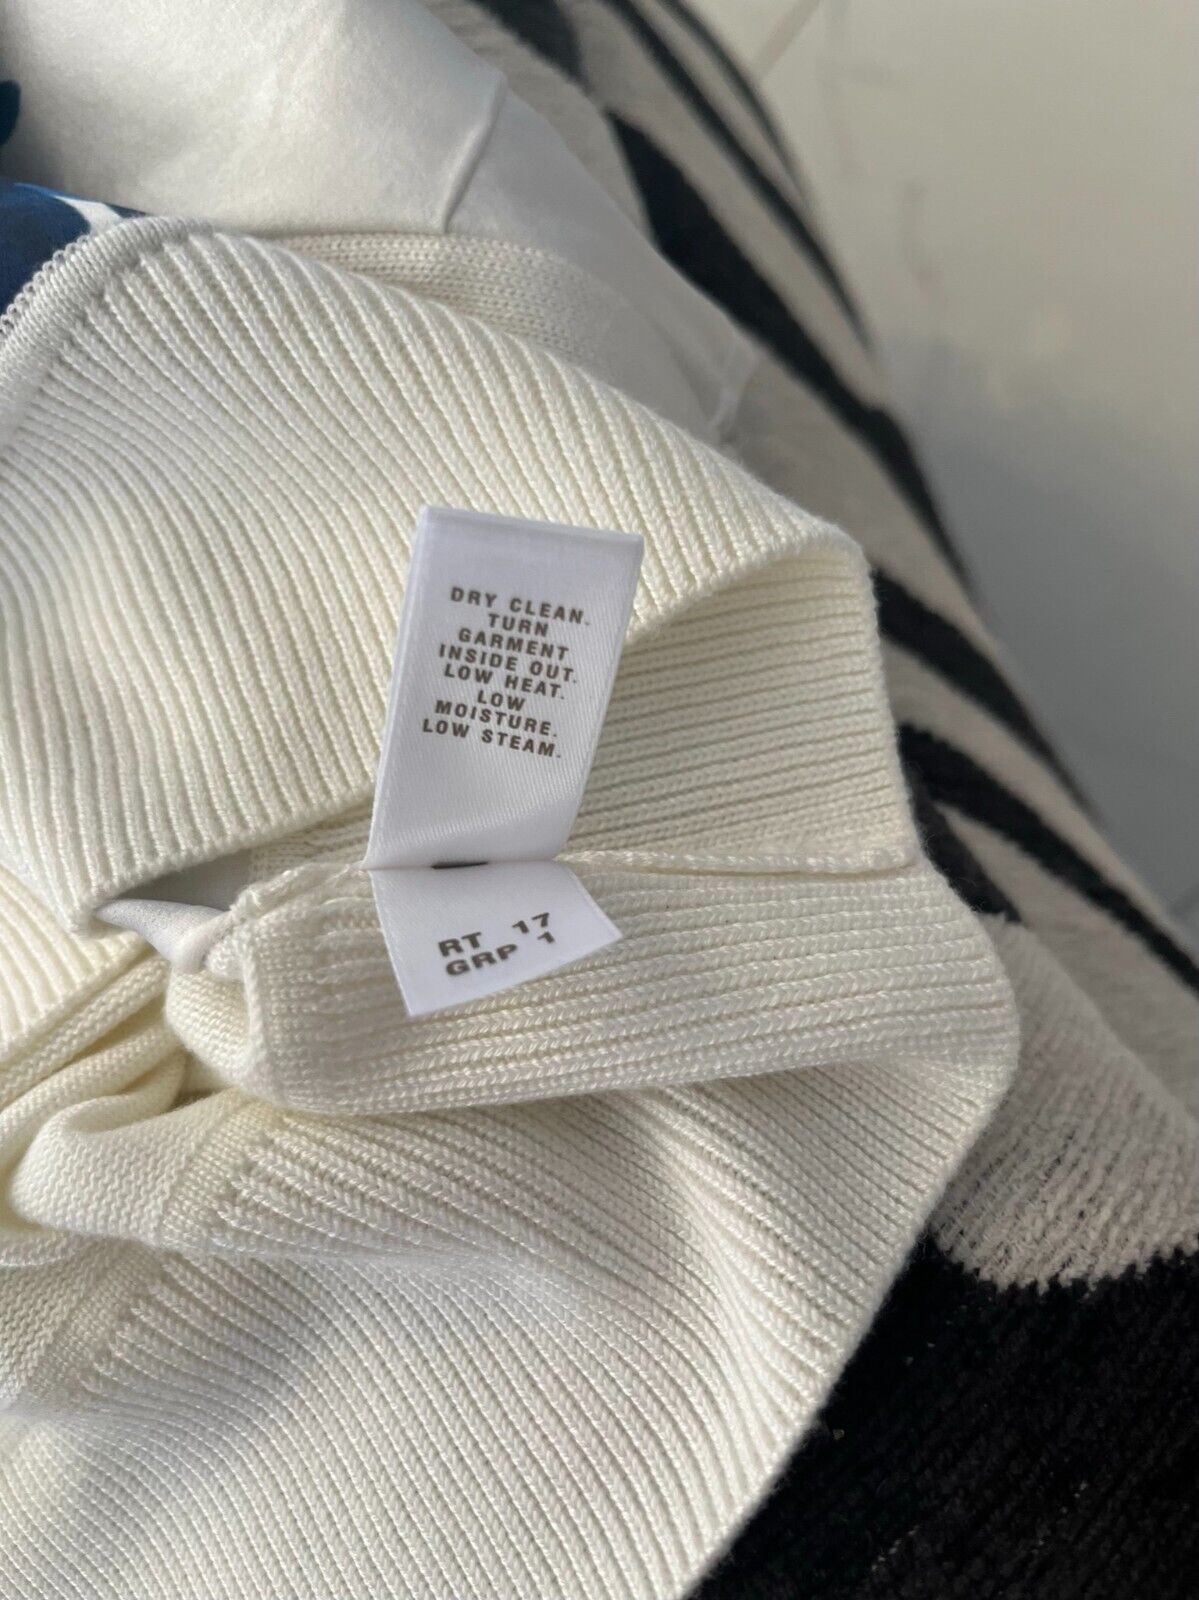 DRY CLEAN.
TURN
GARMENT
INSIDE OUT.
LOW HEAT.
LOW
MOISTURE.
LOW STEAM.
RT 17
GRP 1